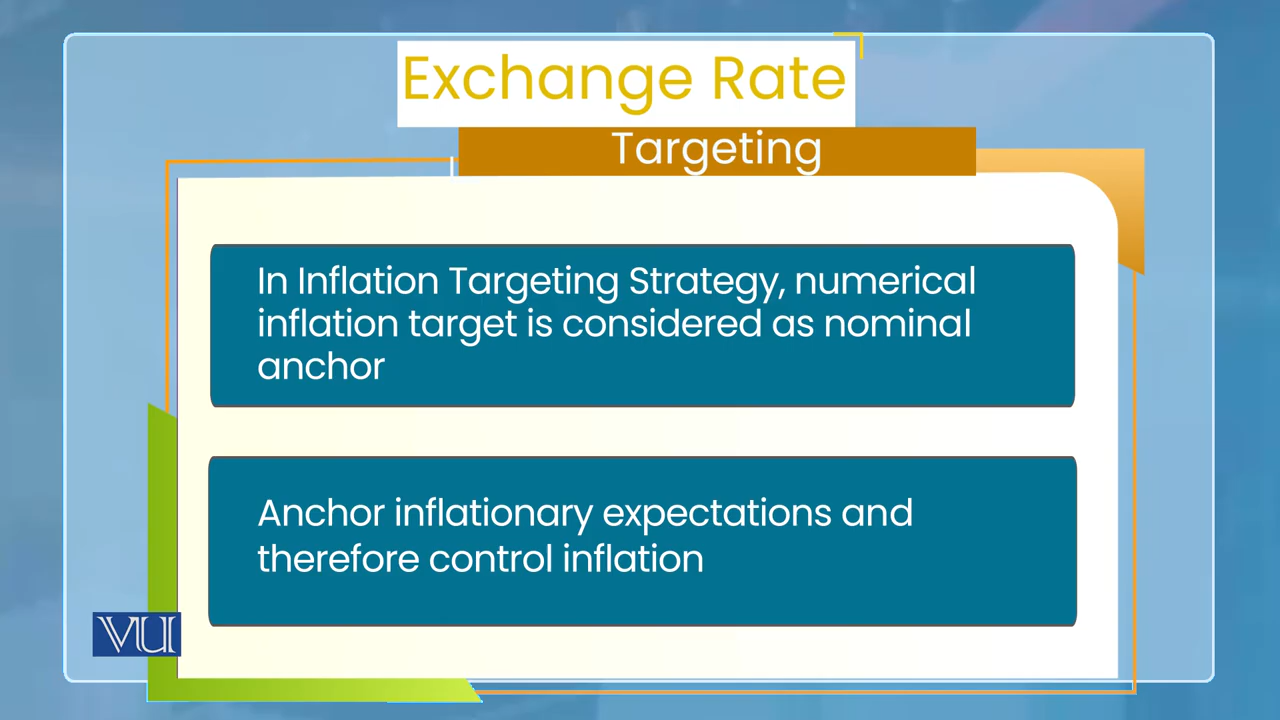 Exchange Rate
Targeting
In Inflation Targeting Strategy, numerical
inflation target is considered as nominal
anchor
Anchor inflationary expectations and
therefore control inflation
VU